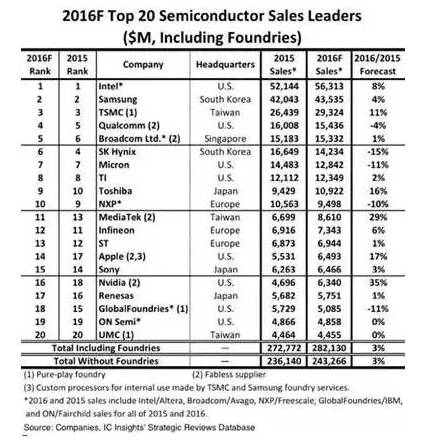 2016F Top 20 Semiconductor Sales Leaders
($M, Including Foundries)
2016F Rank 2015 Rank Company Headquarters 2015 Sales* 2016F Sales* 2016/2015 Forecast
1 1 Intel* U.S. 52,144 56,313 8%
2 2 Samsung South Korea 42,043 43,535 4%
3 3 TSMC (1) Taiwan 26,439 29,324 11%
4 5 Qualcomm (2) U.S. 16,008 15,436 -4%
5 6 Broadcom Ltd.* (2) Singapore 15,183 15,332 1%
6 4 SK Hynix South Korea 16,649 14,234 -15%
7 7 Micron U.S. 14,483 12,842 -11%
8 8 TI U.S. 12,112 12,349 2%
9 10 Toshiba Japan 9,429 10,922 16%
10 9 NXP* Europe 10,563 9,498 -10%
11 13 MediaTek (2) Taiwan 6,699 8,610 29%
12 11 Infineon Europe 6,916 7,343 6%
13 12 ST Europe 6,873 6,944 1%
14 17 Apple (2,3) U.S. 5,531 6,493 17%
15 14 Sony Japan 6,263 6,466 3%
16 18 Nvidia (2) U.S. 4,696 6,340 35%
17 16 Renesas Japan 5,682 5,751 1%
18 15 GlobalFoundries* (1) U.S. 5,729 5,085 -11%
19 19 ON Semi* U.S. 4,866 4,858 0%
20 20 UMC (1) Taiwan 4,464 4,455 0%
Total Including Foundries — 272,772 282,130 3%
Total Without Foundries — 236,140 243,266 3%
(1) Pure-play foundry (2) Fabless supplier
(3) Custom processors for internal use made by TSMC and Samsung foundry services.
*2016 and 2015 sales include Intel/Altera, Broadcom/Avago, NXP/Freescale, GlobalFoundries/IBM,
and ON/Fairchild sales for all of 2015 and 2016.
Source: Companies, IC Insights' Strategic Reviews Database